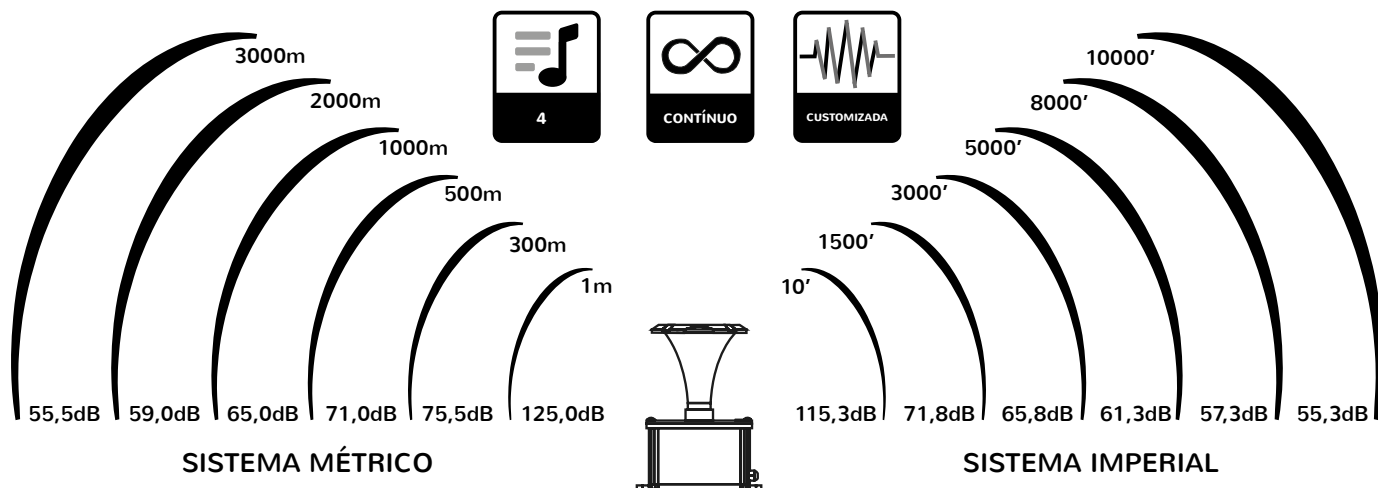 3000m
2000m
1000m
500m
300m
1m
4
CONTÍNUO
CUSTOMIZADA
10000’
8000’
5000’
3000’
1500’
10’
55,5dB 59,0dB 65,0dB 71,0dB 75,5dB 125,0dB
115,3dB 71,8dB 65,8dB 61,3dB 57,3dB 55,3dB
SISTEMA MÉTRICO
SISTEMA IMPERIAL